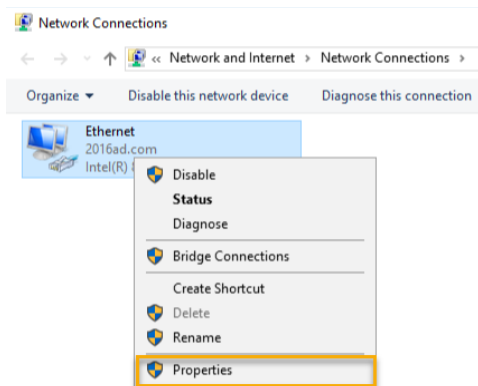 Network Connections
« Network and Internet › Network Connections ›
Organize Disable this network device Diagnose this connection
Ethernet
2016ad.com
Intel(R)
Disable
Status
Diagnose
Bridge Connections
Create Shortcut
Delete
Rename
Properties